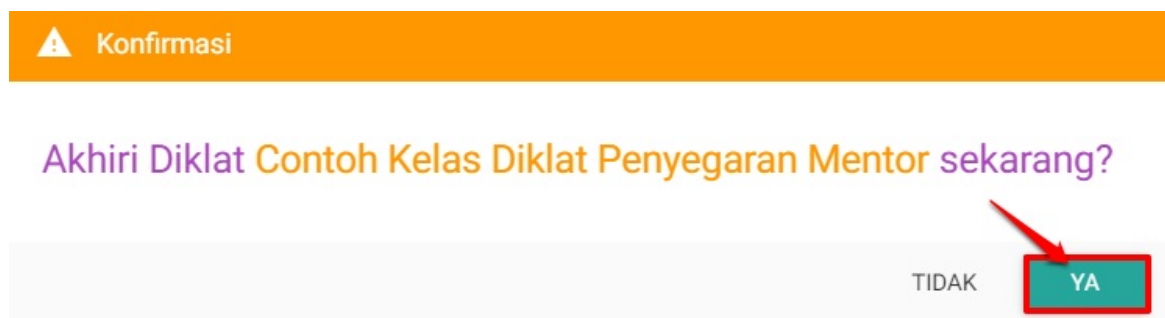 Konfirmasi
Akhiri Diklat Contoh Kelas Diklat Penyegaran Mentor sekarang?
TIDAK YA